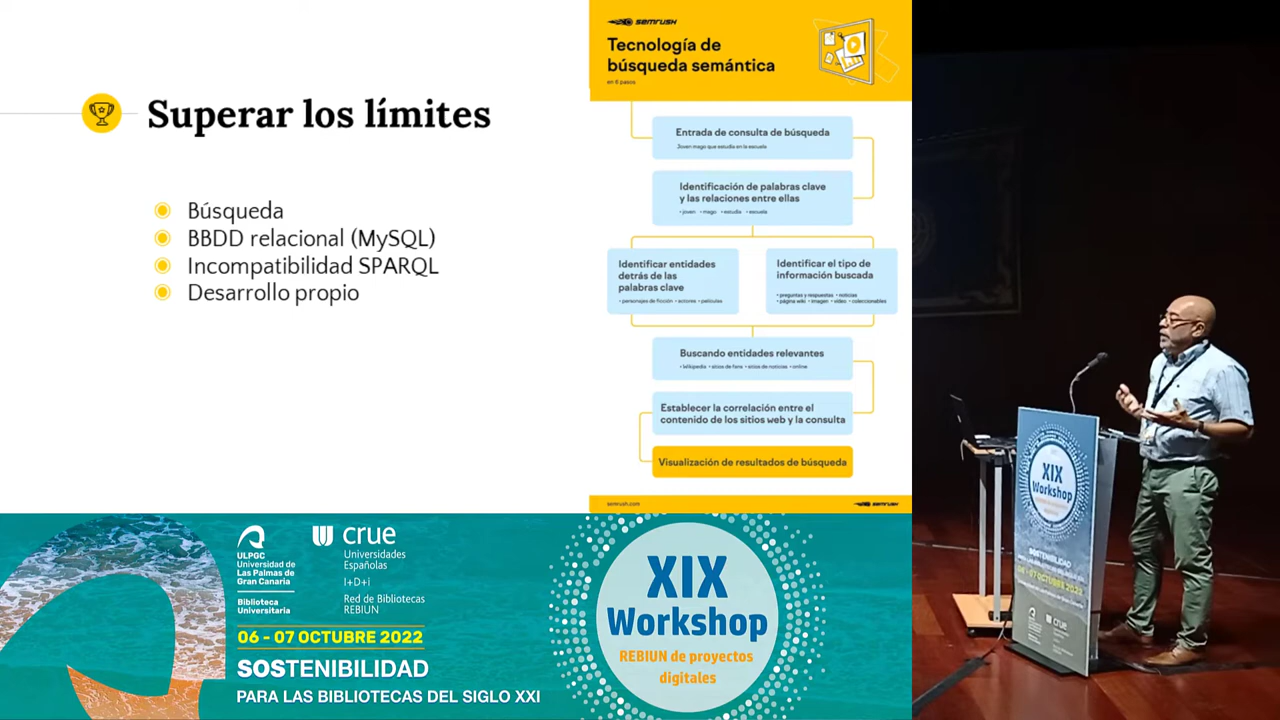 Superar los límites
Búsqueda
BBDD relacional (MySQL)
Incompatibilidad SPARQL
Desarrollo propio
semrush
Tecnología de
búsqueda semántica
en 6 pasos
Entrada de consulta de búsqueda
Joven mago que estudia en la escuela
Identificación de palabras clave
y las relaciones entre ellas
• joven • mago • estudia • escuela
Identificar entidades
detrás de las
palabras clave
• personajes de ficción • actores • películas
Identificar el tipo de
información buscada
• preguntas y respuestas • noticias
• página wiki • imagen • video • coleccionables
Buscando entidades relevantes
• Wikipedia • sitios de fans • sitios de noticias • online
Establecer la correlación entre el
contenido de los sitios web y la consulta
Visualización de resultados de búsqueda
semrush.com
semrush
ULPGC
Universidad de
Las Palmas de
Gran Canaria
Biblioteca
Universitaria
crue
Universidades
Españolas
I+D+i
Red de Bibliotecas
REBIUN
06 - 07 OCTUBRE 2022
SOSTENIBILIDAD
PARA LAS BIBLIOTECAS DEL SIGLO XXI
XIX
Workshop
REBIUN de proyectos
digitales
XIX
Workshop
SOSTENIBILIDAD
06 - 07 OCTUBRE 2022
crue